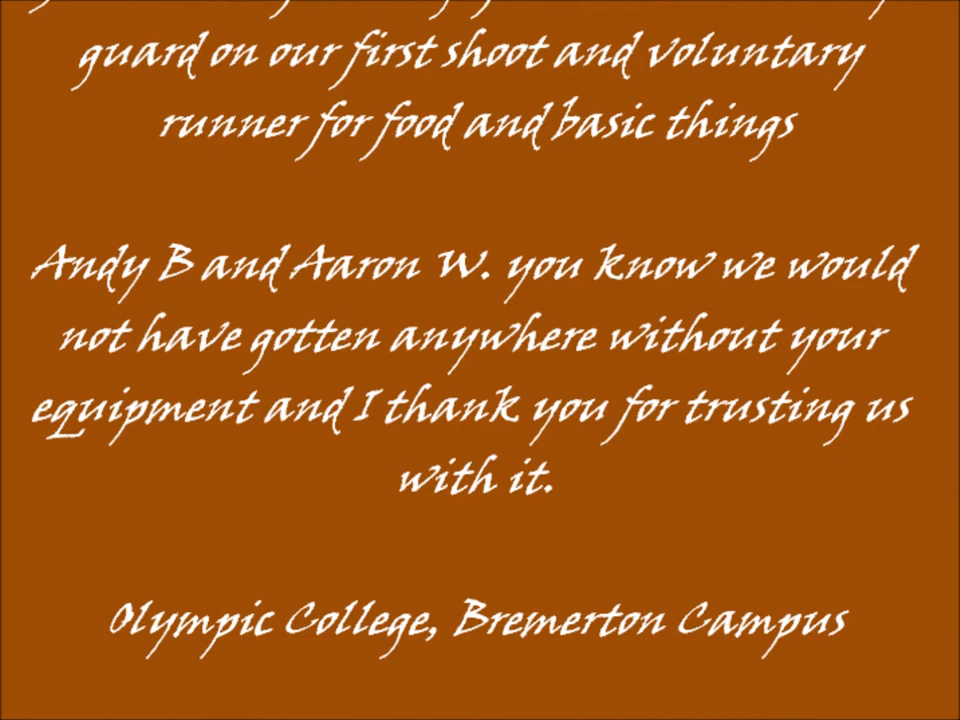 guard on our first shoot and voluntary
runner for food and basic things
Andy B and Aaron W. you know we would
not have gotten anywhere without your
equipment and I thank you for trusting us
with it.
Olympic College, Bremerton Campus